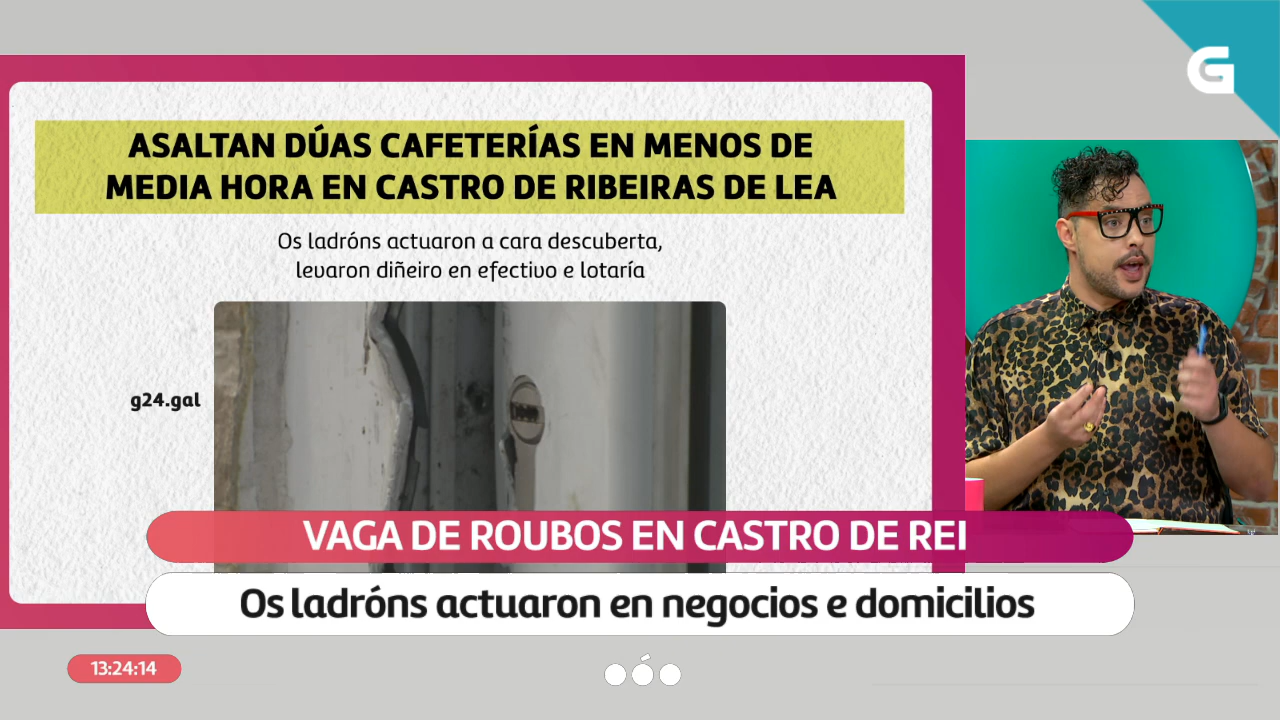 G
ASALTAN DÚAS CAFETERÍAS EN MENOS DE
MEDIA HORA EN CASTRO DE RIBEIRAS DE LEA
Os ladróns actuaron a cara descuberta,
levaron diñeiro en efectivo e lotaría
g24.gal
VAGA DE ROUBOS EN CASTRO DE REI
Os ladróns actuaron en negocios e domicilios
13:24:14